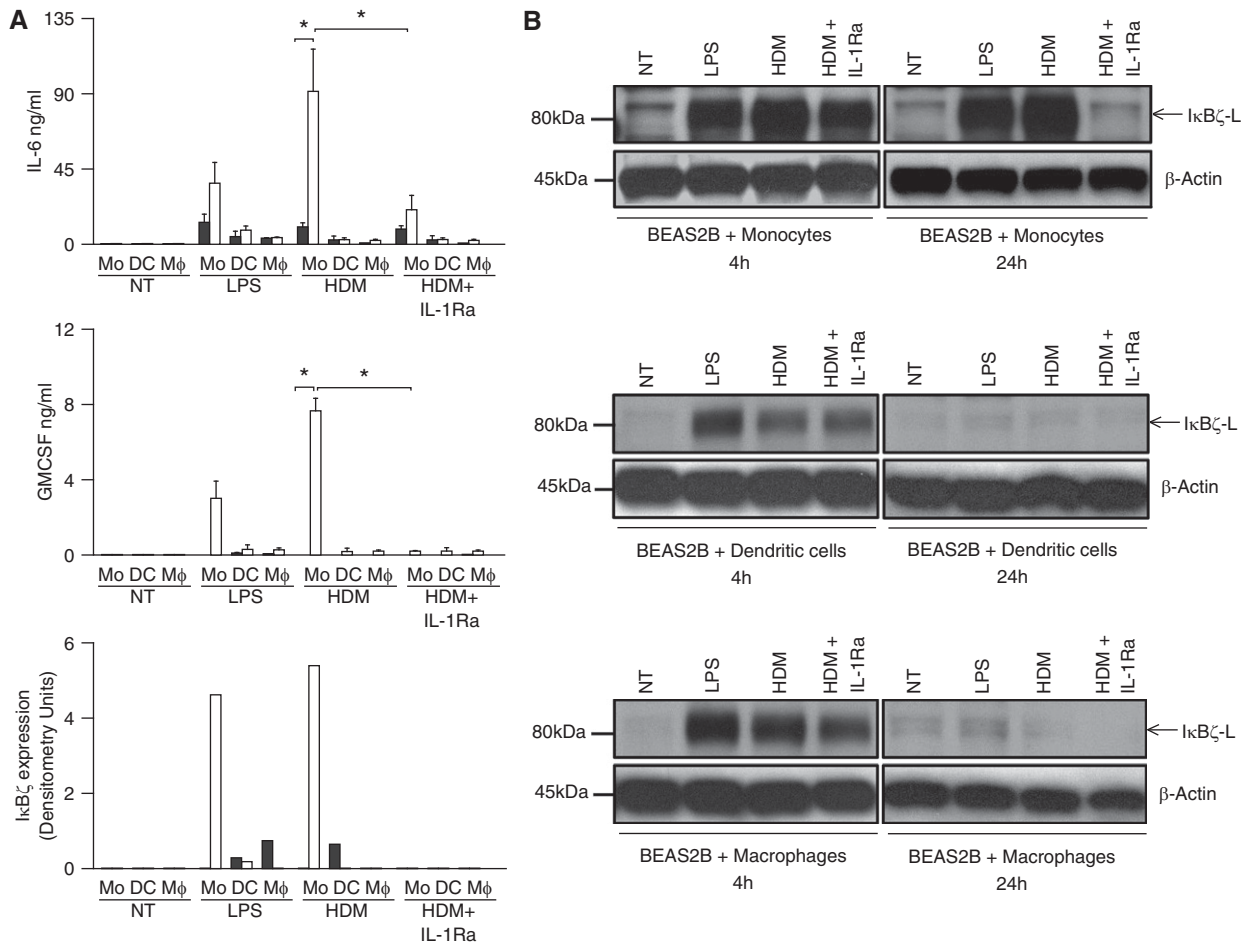 A
IL-6 ng/ml
135
90
45
0
* *
Mo DC Mϕ Mo DC Mϕ Mo DC Mϕ Mo DC Mϕ
NT LPS HDM HDM+
IL-1Ra
GMCSF ng/ml
12
8
4
0
* *
Mo DC Mϕ Mo DC Mϕ Mo DC Mϕ Mo DC Mϕ
NT LPS HDM HDM+
IL-1Ra
IκBζ expression
(Densitometry Units)
6
4
2
0
Mo DC Mϕ Mo DC Mϕ Mo DC Mϕ Mo DC Mϕ
NT LPS HDM HDM+
IL-1Ra
B
NT LPS HDM HDM + IL-1Ra NT LPS HDM HDM + IL-1Ra
80kDa IκBζ-L
45kDa β-Actin
BEAS2B + Monocytes BEAS2B + Monocytes
4h 24h
NT LPS HDM HDM + IL-1Ra NT LPS HDM HDM + IL-1Ra
80kDa IκBζ-L
45kDa β-Actin
BEAS2B + Dendritic cells BEAS2B + Dendritic cells
4h 24h
NT LPS HDM HDM + IL-1Ra NT LPS HDM HDM + IL-1Ra
80kDa IκBζ-L
45kDa β-Actin
BEAS2B + Macrophages BEAS2B + Macrophages
4h 24h